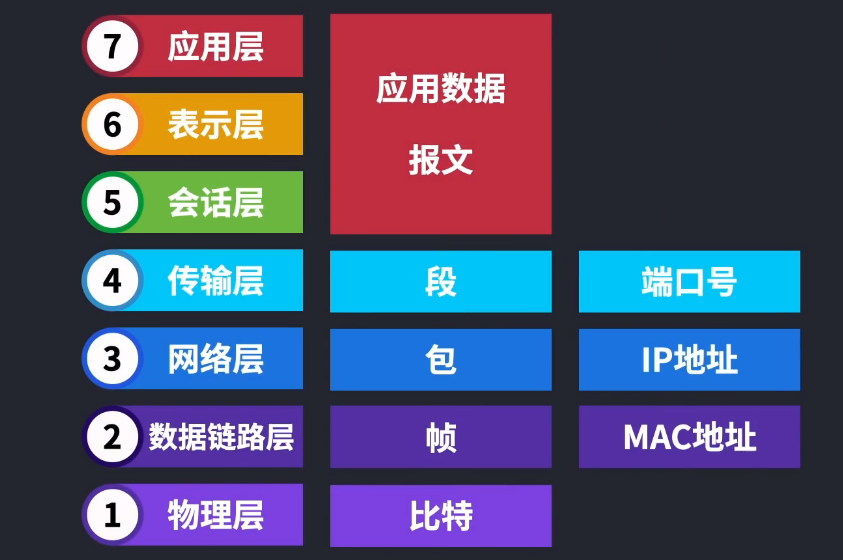 7 应用层
应用数据
报文
6 表示层
5 会话层
4 传输层 段 端口号
3 网络层 包 IP地址
2 数据链路层 帧 MAC地址
1 物理层 比特